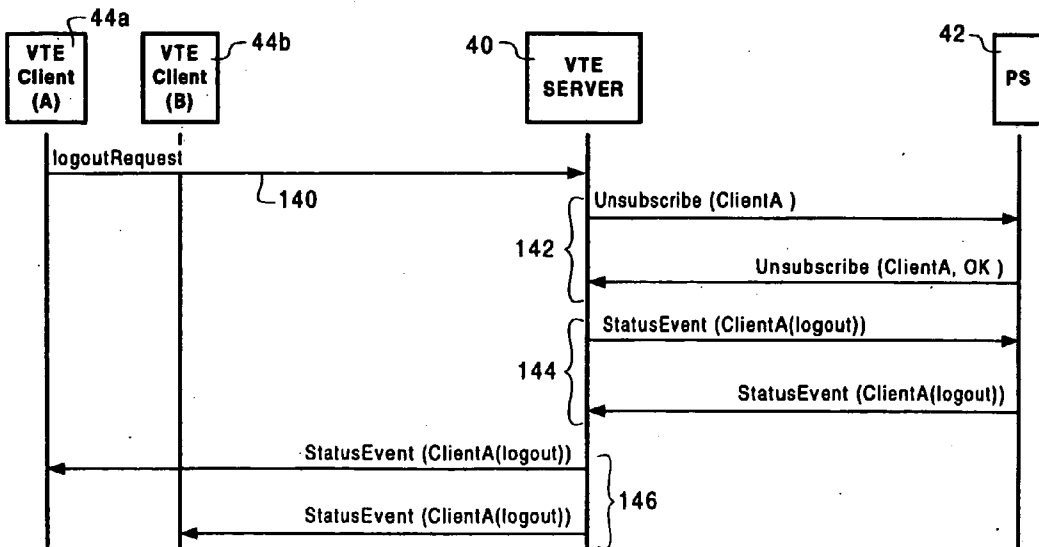 44a
VTE
Client
(A)
44b
VTE
Client
(B)
40
VTE
SERVER
42
PS
logoutRequest
140
Unsubscribe (ClientA )
142
Unsubscribe (ClientA, OK )
StatusEvent (ClientA(logout))
144
StatusEvent (ClientA(logout))
StatusEvent (ClientA(logout))
146
StatusEvent (ClientA(logout))